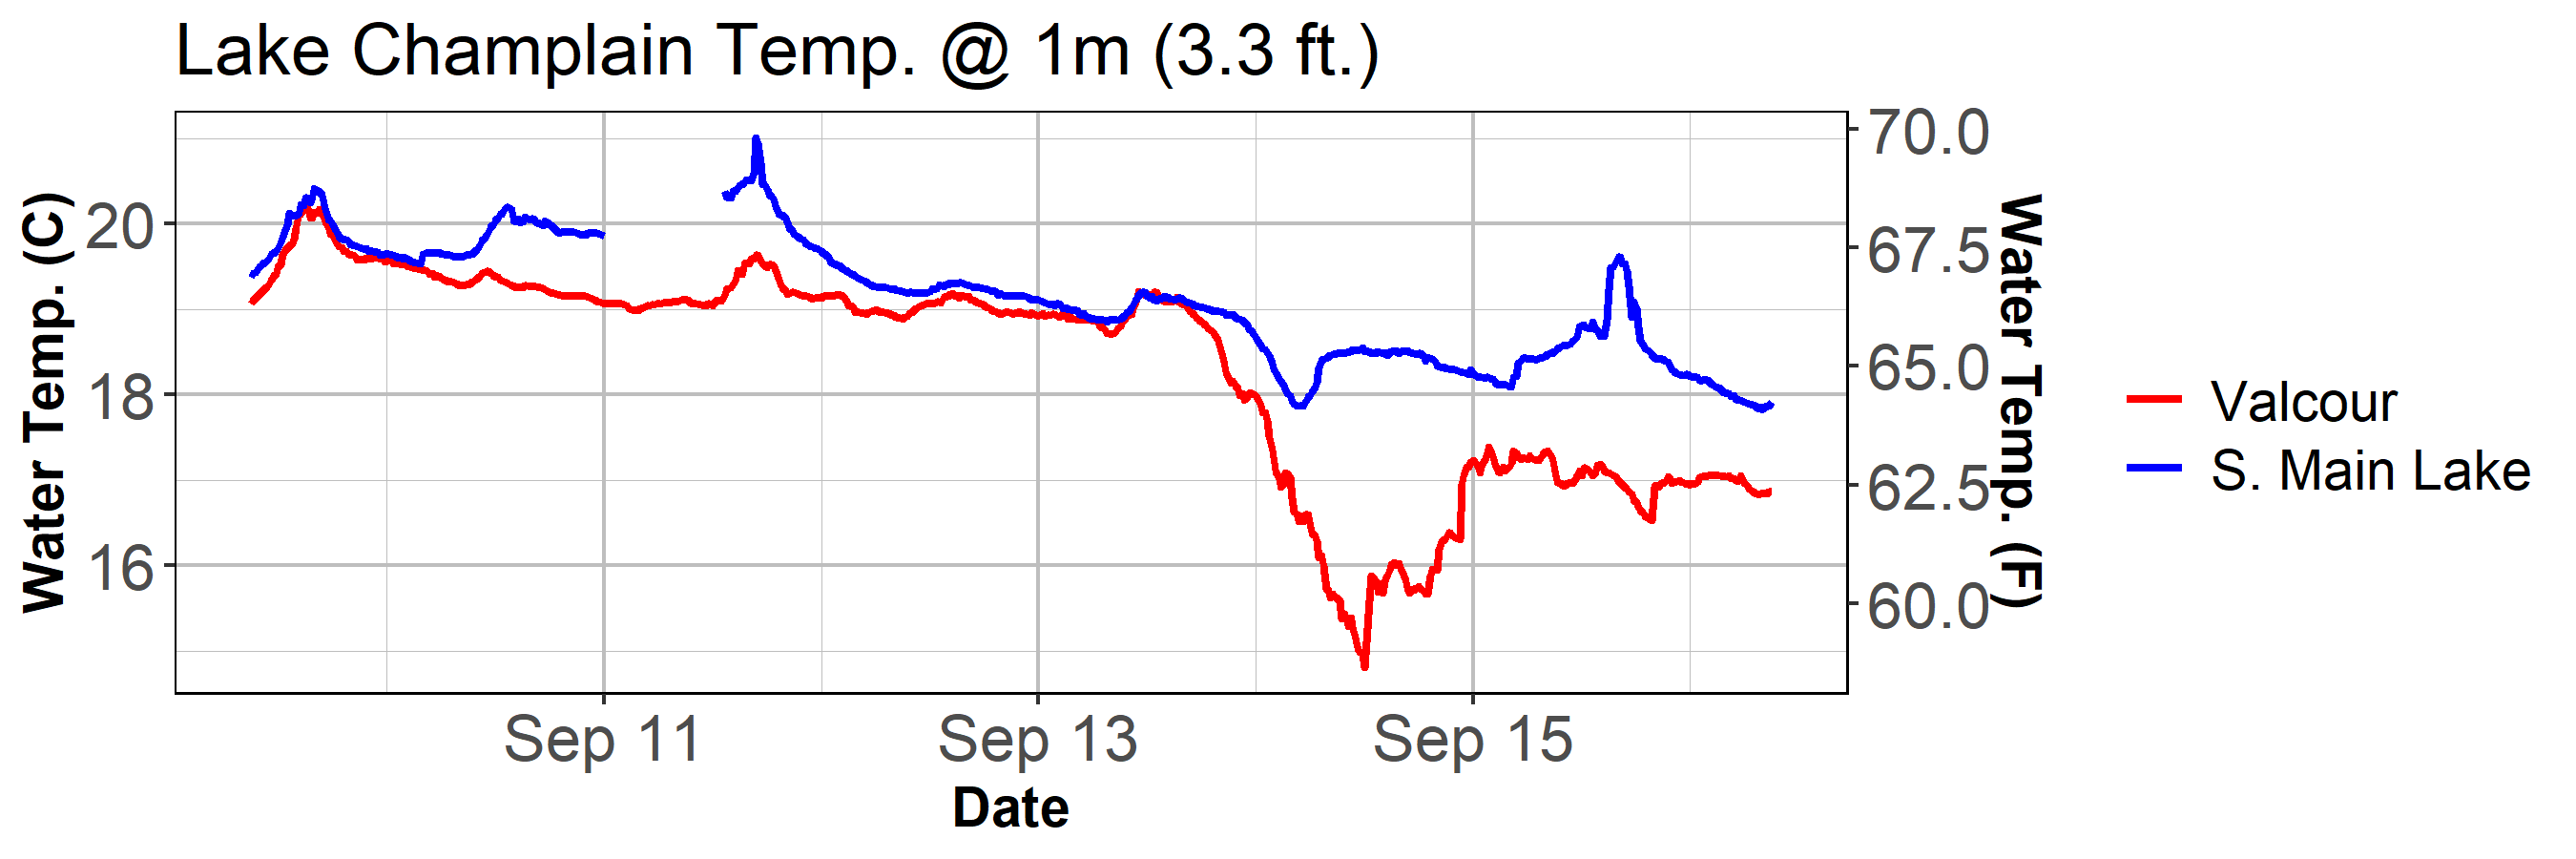 Lake Champlain Temp. @ 1m (3.3 ft.)
Water Temp. (C)
20
18
16
70.0
67.5
65.0
62.5
60.0
Water Temp. (F)
Sep 11
Sep 13
Sep 15
Date
Valcour
S. Main Lake